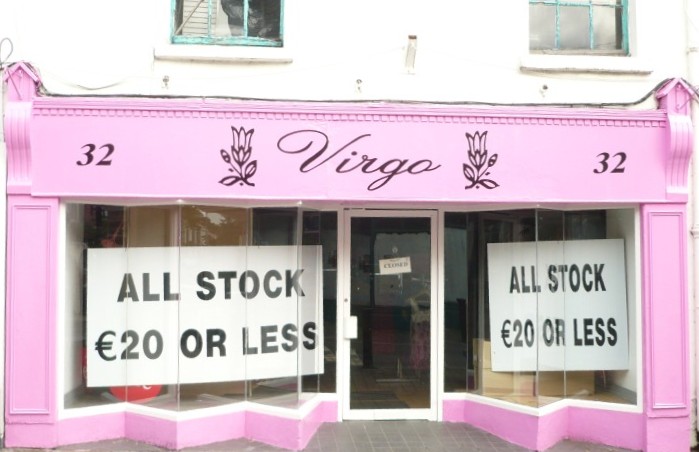 32 Virgo 32
CLOSED
ALL STOCK
€20 OR LESS
ALL STOCK
€20 OR LESS